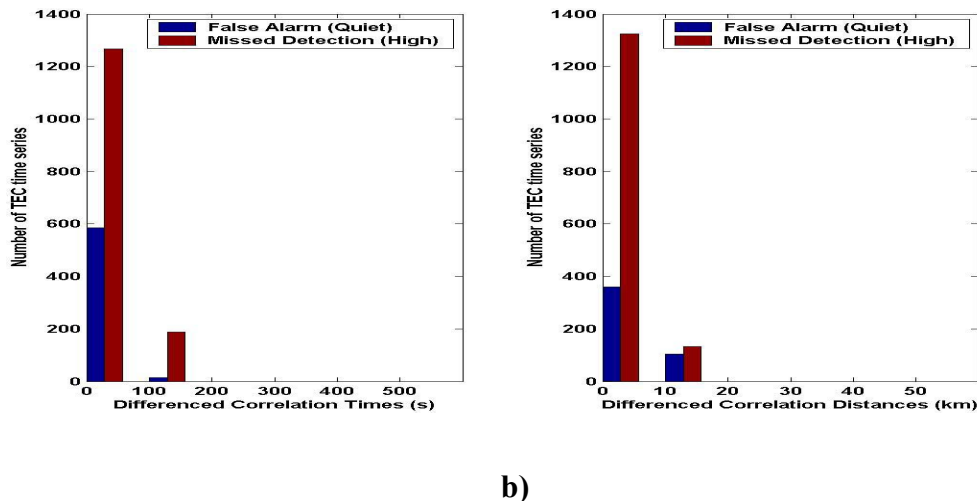 1400
1200
1000
800
600
400
200
0
Number of TEC time series
False Alarm (Quiet)
Missed Detection (High)
0 100 200 300 400 500
Differenced Correlation Times (s)
1400
1200
1000
800
600
400
200
0
Number of TEC time series
False Alarm (Quiet)
Missed Detection (High)
0 10 20 30 40 50
Differenced Correlation Distances (km)
b)